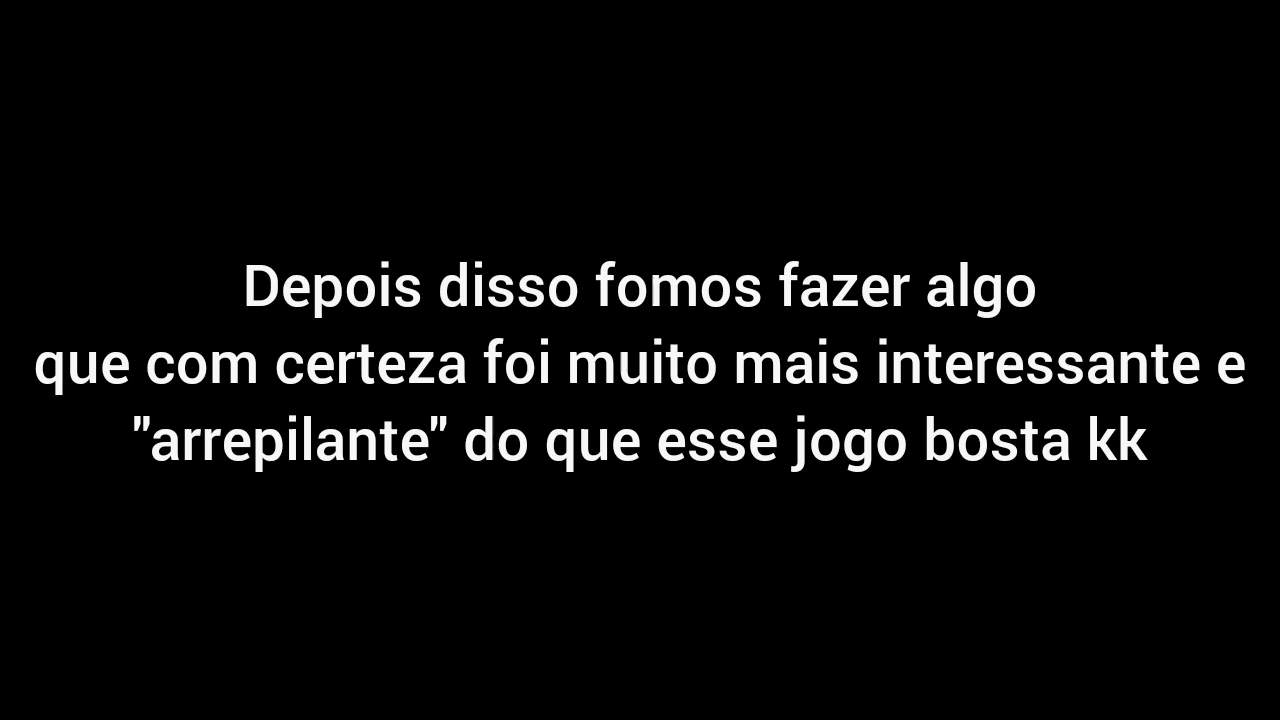 Depois disso fomos fazer algo
que com certeza foi muito mais interessante e
"arrepilante" do que esse jogo bosta kk